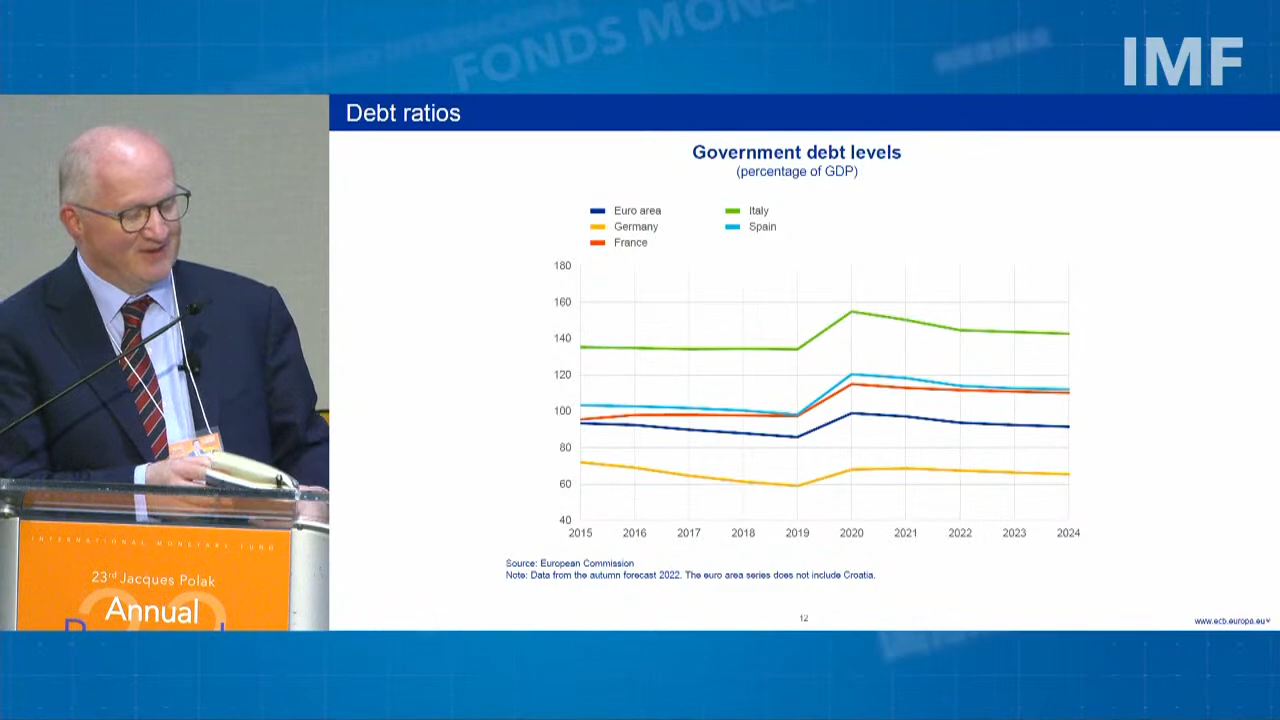 FONDS MONÉ
IMF
Debt ratios
Government debt levels
(percentage of GDP)
Euro area
Germany
France
Italy
Spain
180
160
140
120
100
80
60
40
2015 2016 2017 2018 2019 2020 2021 2022 2023 2024
Source: European Commission
Note: Data from the autumn forecast 2022. The euro area series does not include Croatia.
12
www.ecb.europa.eu
INTERNATIONAL MONETARY FUND
23rd Jacques Polak
Annual